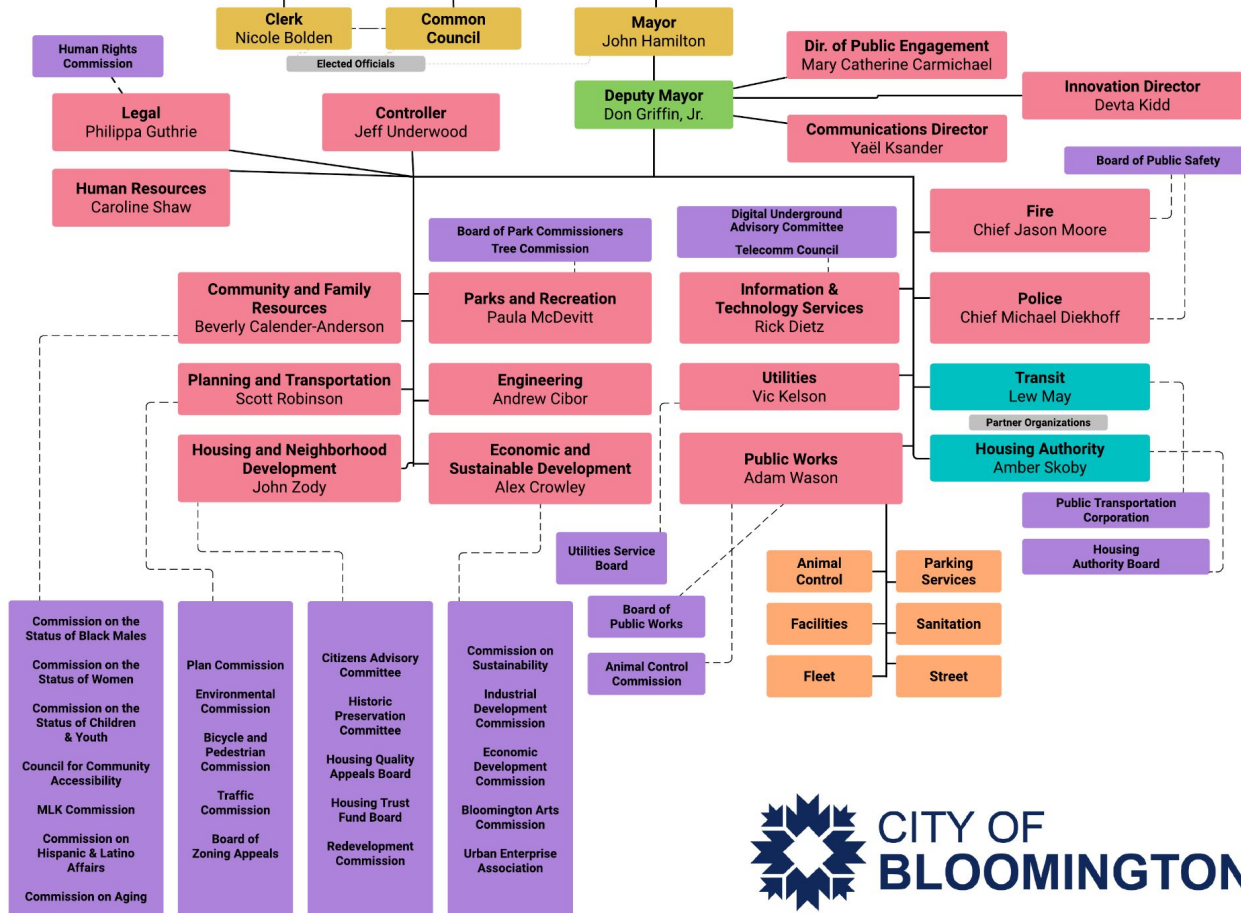 Clerk
Nicole Bolden
Common
Council
Mayor
John Hamilton
Elected Officials
Human Rights
Commission
Dir. of Public Engagement
Mary Catherine Carmichael
Innovation Director
Devta Kidd
Deputy Mayor
Don Griffin, Jr.
Communications Director
Yaël Ksander
Legal
Philippa Guthrie
Controller
Jeff Underwood
Human Resources
Caroline Shaw
Board of Public Safety
Fire
Chief Jason Moore
Board of Park Commissioners
Tree Commission
Digital Underground
Advisory Committee
Telecomm Council
Community and Family
Resources
Beverly Calender-Anderson
Parks and Recreation
Paula McDevitt
Information &
Technology Services
Rick Dietz
Police
Chief Michael Diekhoff
Planning and Transportation
Scott Robinson
Engineering
Andrew Cibor
Utilities
Vic Kelson
Transit
Lew May
Partner Organizations
Housing and Neighborhood
Development
John Zody
Economic and
Sustainable Development
Alex Crowley
Public Works
Adam Wason
Housing Authority
Amber Skoby
Public Transportation
Corporation
Housing
Authority Board
Utilities Service
Board
Board of
Public Works
Animal Control
Commission
Animal
Control
Parking
Services
Facilities
Sanitation
Fleet
Street
Commission on the
Status of Black Males
Commission on the
Status of Women
Commission on the
Status of Children
& Youth
Council for Community
Accessibility
MLK Commission
Commission on
Hispanic & Latino
Affairs
Commission on Aging
Plan Commission
Environmental
Commission
Bicycle and
Pedestrian
Commission
Traffic
Commission
Board of
Zoning Appeals
Citizens Advisory
Committee
Historic
Preservation
Committee
Housing Quality
Appeals Board
Housing Trust
Fund Board
Redevelopment
Commission
Commission on
Sustainability
Industrial
Development
Commission
Economic
Development
Commission
Bloomington Arts
Commission
Urban Enterprise
Association
CITY OF
BLOOMINGTON